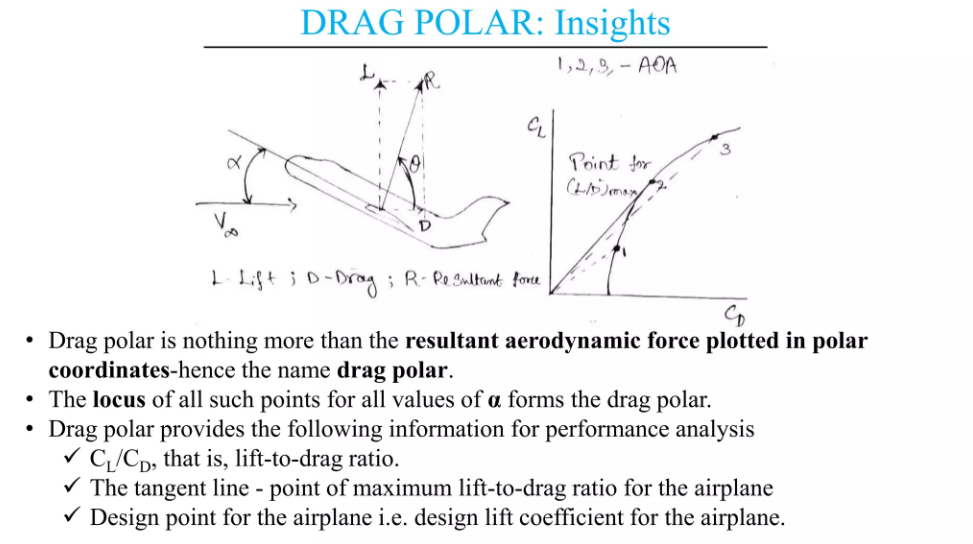 DRAG POLAR: Insights
1,2,3, - AOA
L
R
α
θ
D
V∞
CL
Point for
(L/D)max
1
2
3
CD
L - Lift ; D - Drag ; R - Resultant force
• Drag polar is nothing more than the resultant aerodynamic force plotted in polar
coordinates-hence the name drag polar.
• The locus of all such points for all values of α forms the drag polar.
• Drag polar provides the following information for performance analysis
✓ CL/CD, that is, lift-to-drag ratio.
✓ The tangent line - point of maximum lift-to-drag ratio for the airplane
✓ Design point for the airplane i.e. design lift coefficient for the airplane.